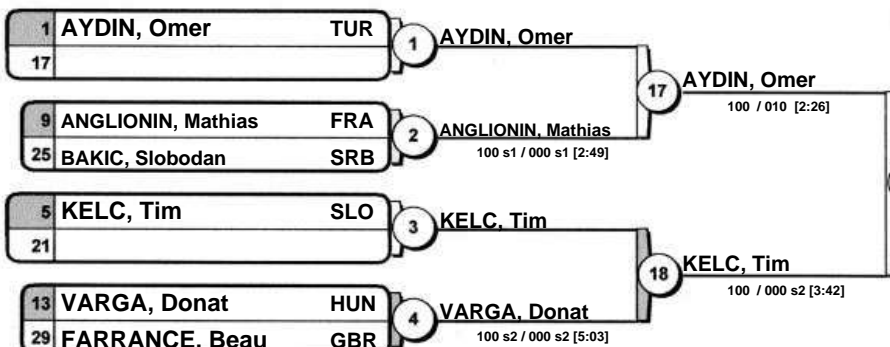 1 AYDIN, Omer TUR
17
1
AYDIN, Omer
9 ANGLIONIN, Mathias FRA
25 BAKIC, Slobodan SRB
2
ANGLIONIN, Mathias
100 s1 / 000 s1 [2:49]
17
AYDIN, Omer
100 / 010 [2:26]
5 KELC, Tim SLO
21
3
KELC, Tim
13 VARGA, Donat HUN
29 FARRANCE, Beau GBR
4
VARGA, Donat
100 s2 / 000 s2 [5:03]
18
KELC, Tim
100 / 000 s2 [3:42]